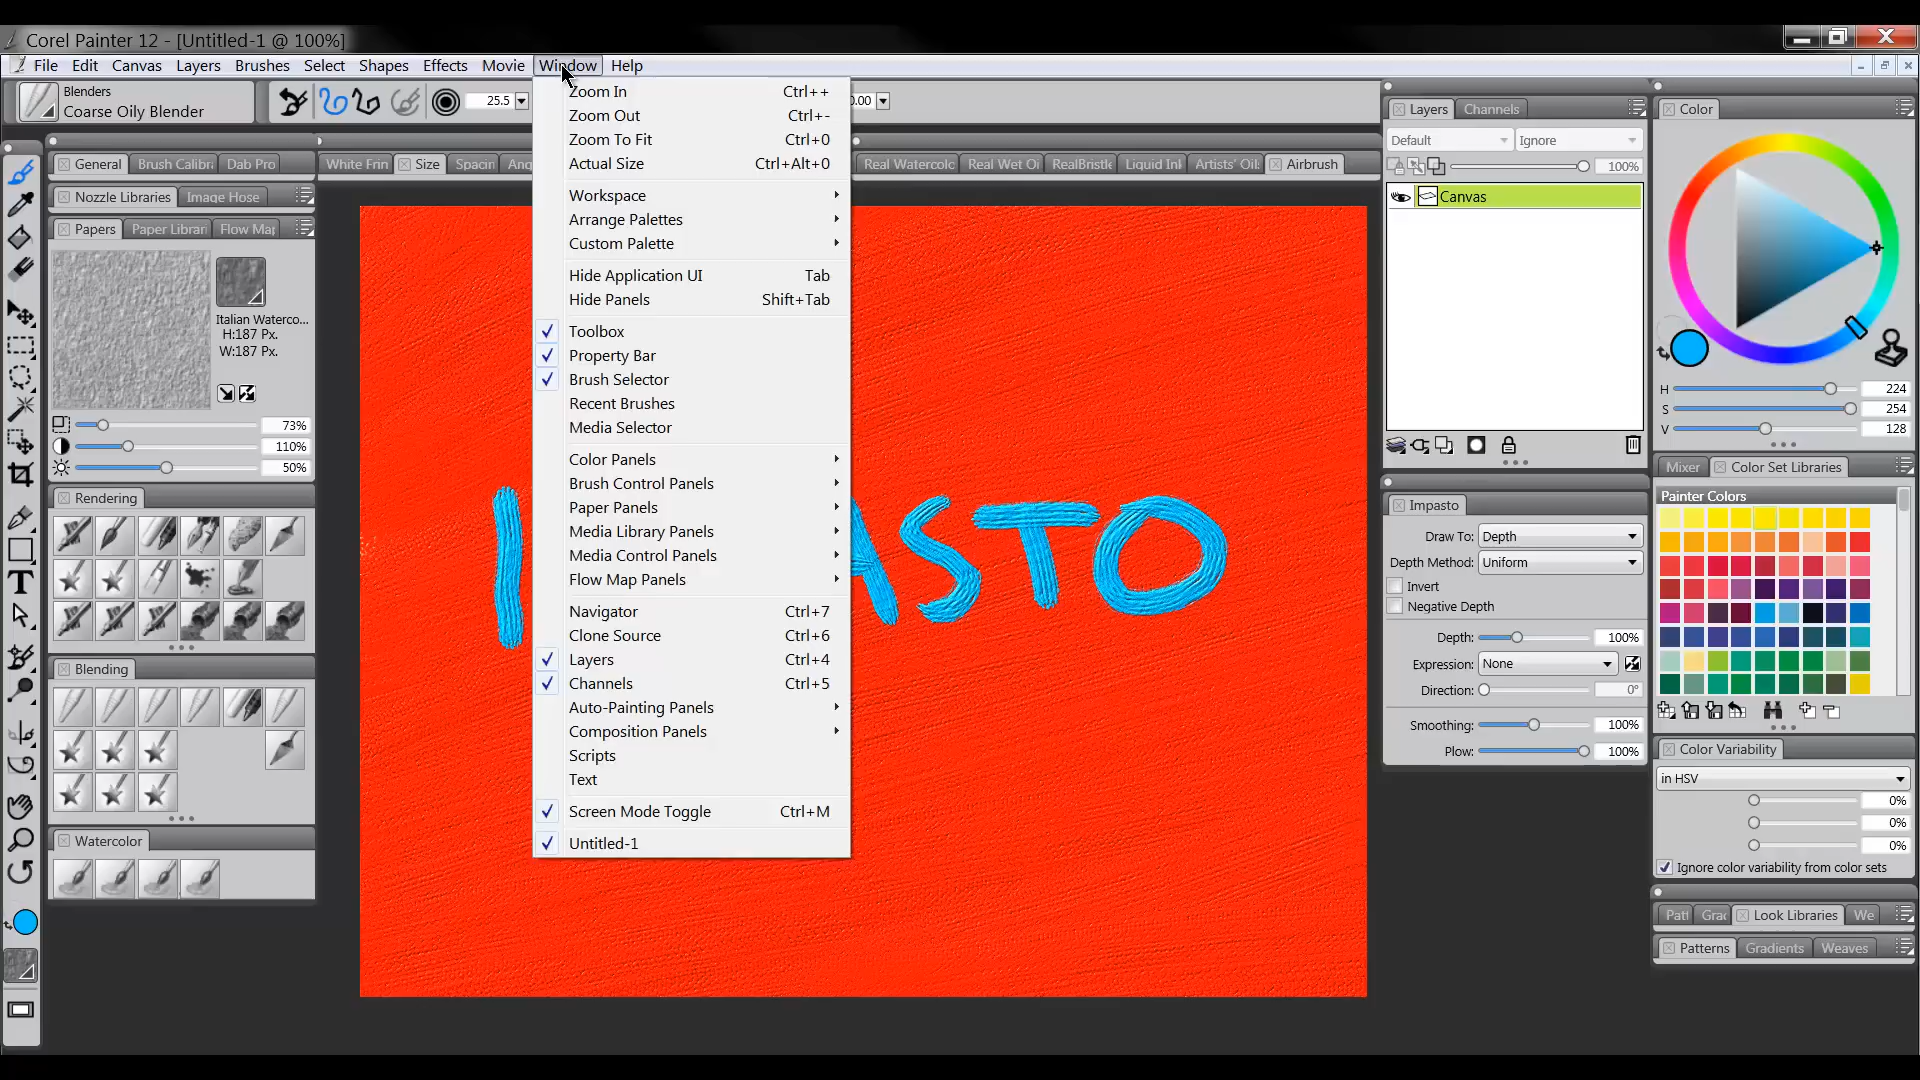 Corel Painter 12 - [Untitled-1 @ 100%]
File Edit Canvas Layers Brushes Select Shapes Effects Movie Window Help
Blenders
Coarse Oily Blender
25.5
General Brush Calibr Dab Pro
White Frin Size Spacin Ang
Real Watercolc Real Wet Oi RealBristle Liquid Inl Artists' Oil: Airbrush
Nozzle Libraries Image Hose
Papers Paper Librari Flow Map
Italian Waterco...
H:187 Px.
W:187 Px.
73%
110%
50%
Rendering
Blending
Watercolor
Zoom In Ctrl++
Zoom Out Ctrl+-
Zoom To Fit Ctrl+0
Actual Size Ctrl+Alt+0
Workspace
Arrange Palettes
Custom Palette
Hide Application UI Tab
Hide Panels Shift+Tab
Toolbox
Property Bar
Brush Selector
Recent Brushes
Media Selector
Color Panels
Brush Control Panels
Paper Panels
Media Library Panels
Media Control Panels
Flow Map Panels
Navigator Ctrl+7
Clone Source Ctrl+6
Layers Ctrl+4
Channels Ctrl+5
Auto-Painting Panels
Composition Panels
Scripts
Text
Screen Mode Toggle Ctrl+M
Untitled-1
I ASTO
Layers Channels
Default Ignore
100%
Canvas
Impasto
Draw To: Depth
Depth Method: Uniform
Invert
Negative Depth
Depth: 100%
Expression: None
Direction: 0°
Smoothing: 100%
Plow: 100%
Color
H 224
S 254
V 128
Mixer Color Set Libraries
Painter Colors
Color Variability
in HSV
0%
0%
0%
Ignore color variability from color sets
Patt Grac Look Libraries We
Patterns Gradients Weaves